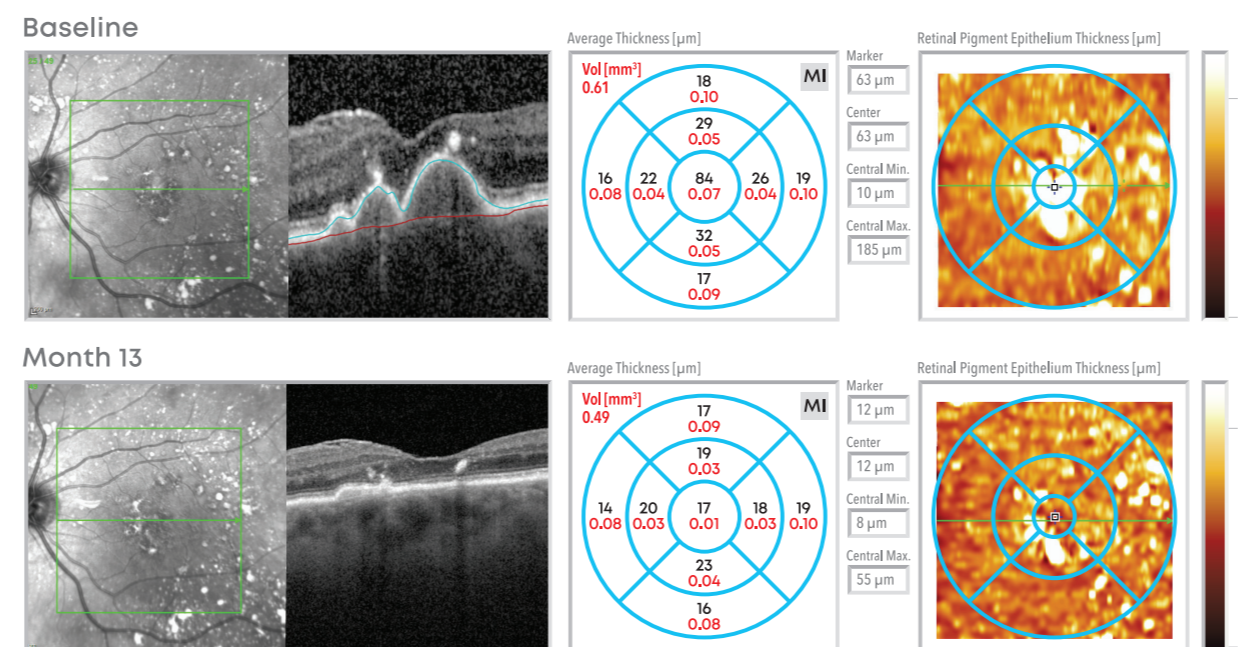 Baseline
Average Thickness [µm]
Vol [mm³]
0.61
MI
18
0.10
29
0.05
16
0.08
22
0.04
84
0.07
26
0.04
19
0.10
32
0.05
17
0.09
Marker
63 µm
Center
63 µm
Central Min.
10 µm
Central Max.
185 µm
Retinal Pigment Epithelium Thickness [µm]
Month 13
Average Thickness [µm]
Vol [mm³]
0.49
MI
17
0.09
19
0.03
14
0.08
20
0.03
17
0.01
18
0.03
19
0.10
23
0.04
16
0.08
Marker
12 µm
Center
12 µm
Central Min.
8 µm
Central Max.
55 µm
Retinal Pigment Epithelium Thickness [µm]